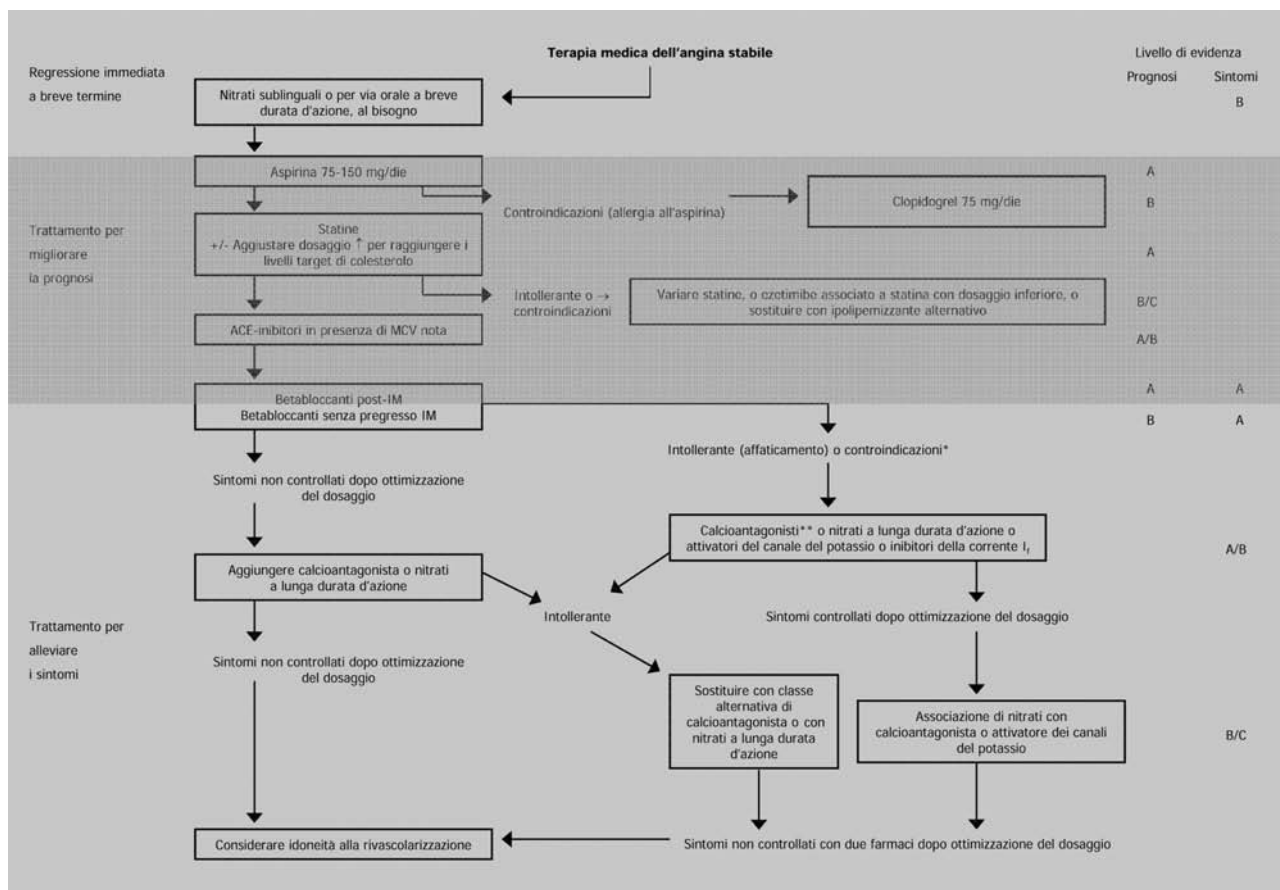 Terapia medica dell'angina stabile
Livello di evidenza
Prognosi Sintomi
Regressione immediata
a breve termine
Nitrati sublinguali o per via orale a breve
durata d'azione, al bisogno
B
Aspirina 75-150 mg/die
A
Controindicazioni (allergia all'aspirina)
Clopidogrel 75 mg/die
B
Trattamento per
migliorare
la prognosi
Statine
+/- Aggiustare dosaggio ↑ per raggiungere i
livelli target di colesterolo
A
Intollerante o →
controindicazioni
Variare statine, o ezetimibe associato a statina con dosaggio inferiore, o
sostituire con ipolipemizzante alternativo
B/C
ACE-inibitori in presenza di MCV nota
A/B
Betabloccanti post-IM
A A
Betabloccanti senza pregresso IM
B A
Intollerante (affaticamento) o controindicazioni*
Sintomi non controllati dopo ottimizzazione
del dosaggio
Calcioantagonisti** o nitrati a lunga durata d'azione o
attivatori del canale del potassio o inibitori della corrente If
A/B
Aggiungere calcioantagonista o nitrati
a lunga durata d'azione
Intollerante
Sintomi controllati dopo ottimizzazione del dosaggio
Trattamento per
alleviare
i sintomi
Sintomi non controllati dopo ottimizzazione
del dosaggio
Sostituire con classe
alternativa di
calcioantagonista o con
nitrati a lunga durata
d'azione
Associazione di nitrati con
calcioantagonista o attivatore dei canali
del potassio
B/C
Considerare idoneità alla rivascolarizzazione
Sintomi non controllati con due farmaci dopo ottimizzazione del dosaggio